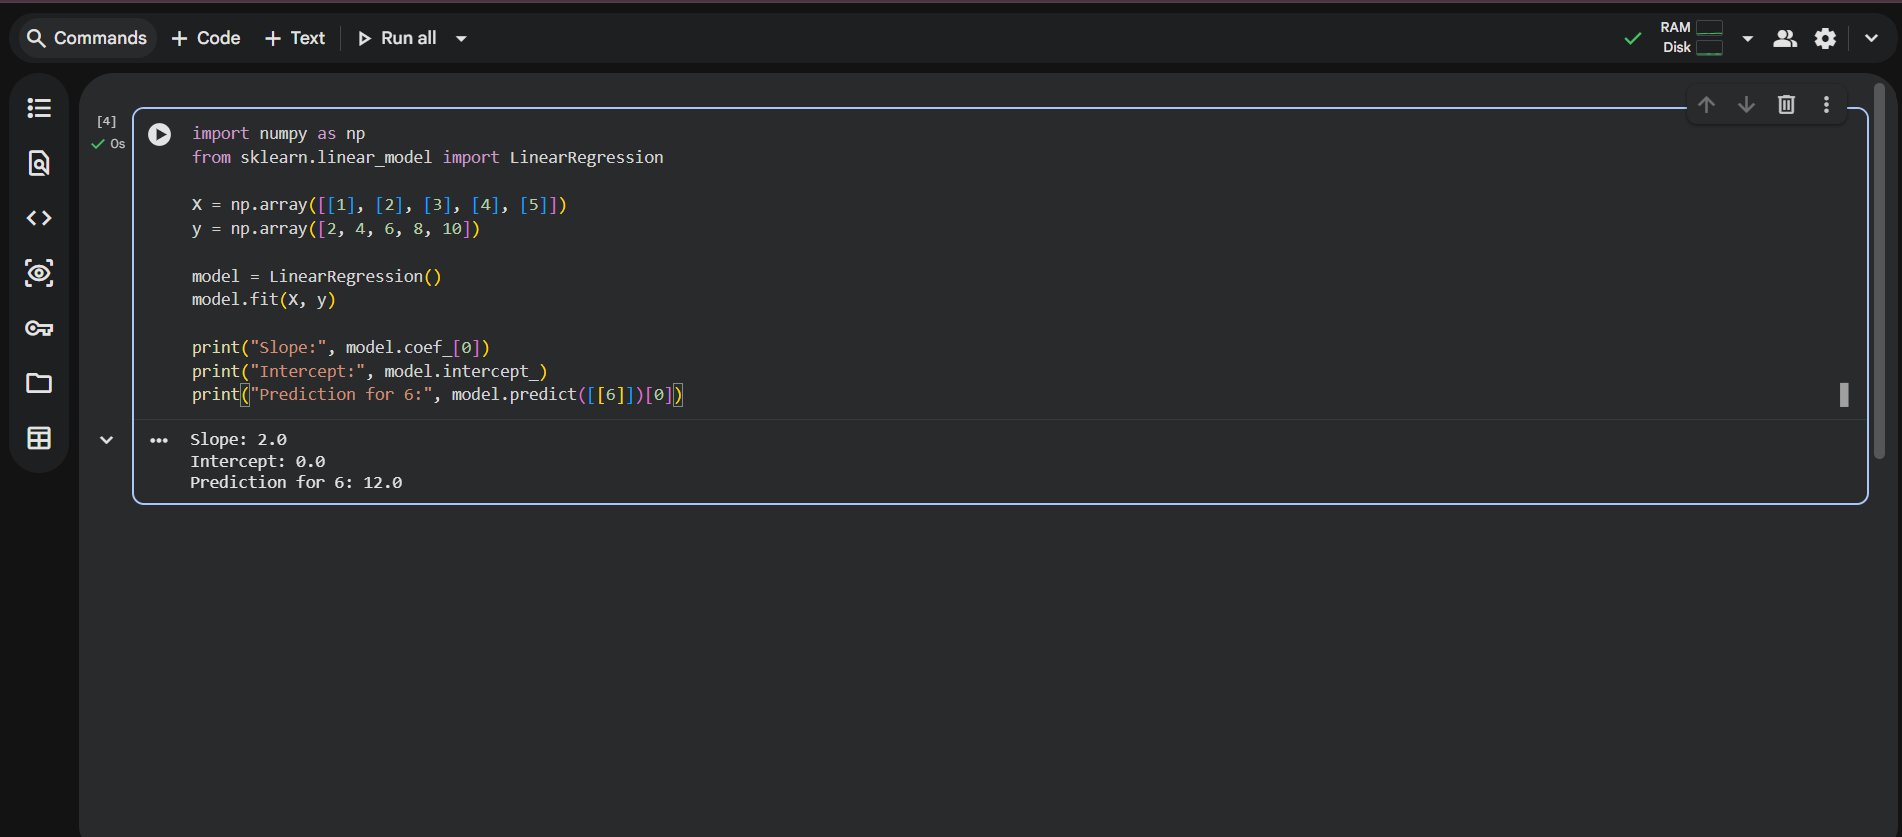 Commands + Code + Text Run all
RAM
Disk
[4]
0s
import numpy as np
from sklearn.linear_model import LinearRegression
X = np.array([[1], [2], [3], [4], [5]])
y = np.array([2, 4, 6, 8, 10])
model = LinearRegression()
model.fit(X, y)
print("Slope:", model.coef_[0])
print("Intercept:", model.intercept_)
print("Prediction for 6:", model.predict([[6]])[0])
Slope: 2.0
Intercept: 0.0
Prediction for 6: 12.0